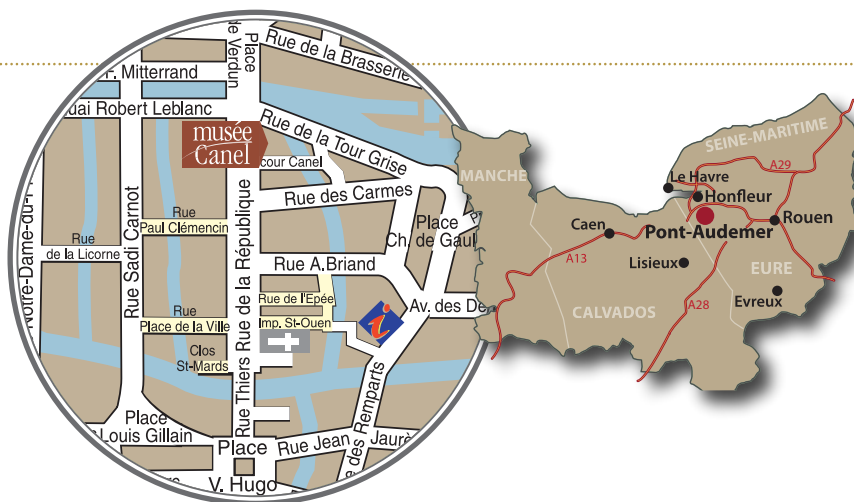 Place
de Verdun
Rue de la Brasserie
F. Mitterrand
Quai Robert Leblanc
musée
Canel
Rue de la Tour Grise
cour Canel
Rue des Carmes
Rue
Paul Clémencin
Rue
de la Licorne
Rue Sadi Carnot
Rue de la République
Place
Ch. de Gaul
Rue A.Briand
Rue de l'Epée
Imp. St-Ouen
i
Av. des De
Rue
Place de la Ville
Clos
St-Mards
Rue Thiers
Place
Louis Gillain
Place
V. Hugo
Rue Jean Jaurè
e des Remparts
MANCHE
SEINE-MARITIME
A29
Le Havre
Honfleur
Caen
Pont-Audemer
Rouen
A13
Lisieux
EURE
Evreux
CALVADOS
A28